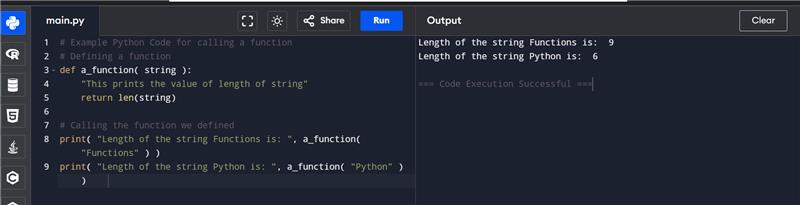 main.py
Share
Run
Output
Clear
1 # Example Python Code for calling a function
2 # Defining a function
3 def a_function( string ):
4 "This prints the value of length of string"
5 return len(string)
6
7 # Calling the function we defined
8 print( "Length of the string Functions is: ", a_function(
"Functions" ) )
9 print( "Length of the string Python is: ", a_function( "Python" )
)
Length of the string Functions is:  9
Length of the string Python is:  6
=== Code Execution Successful ===